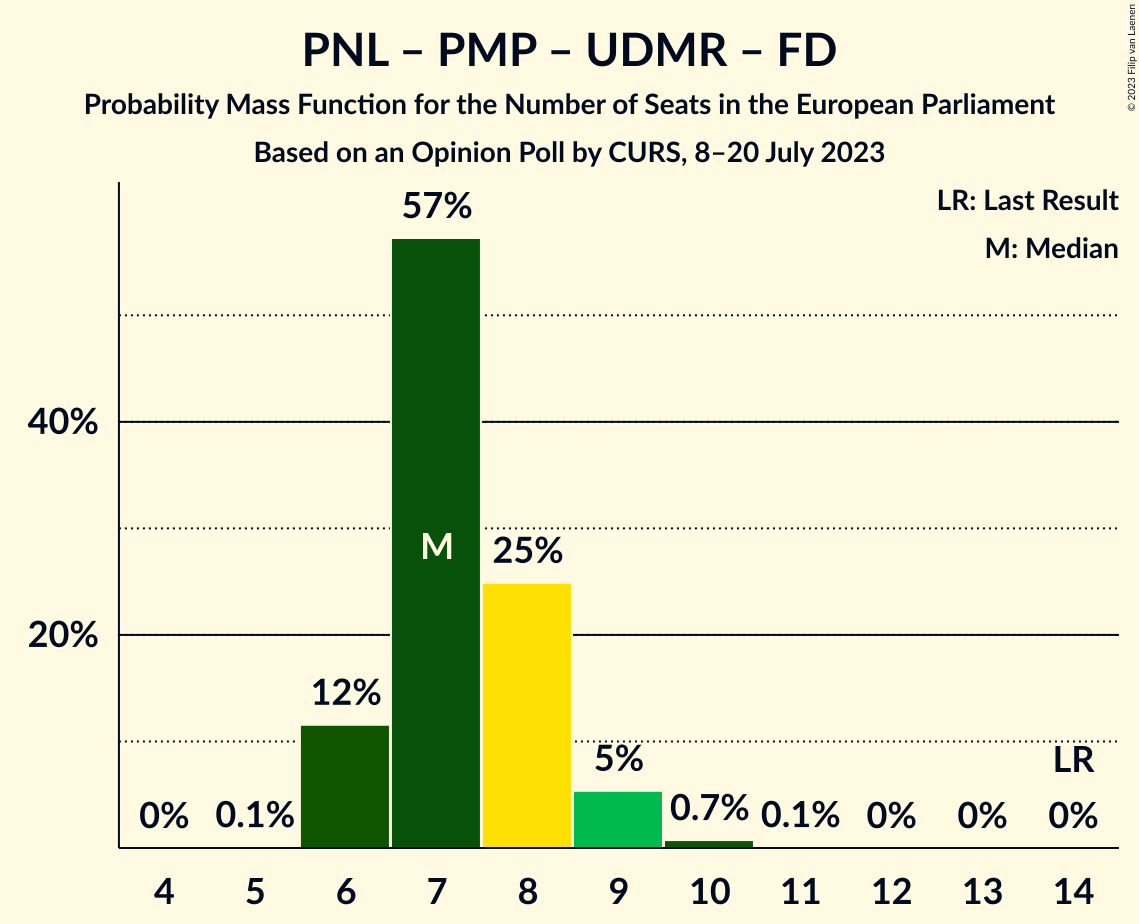 PNL – PMP – UDMR – FD
Probability Mass Function for the Number of Seats in the European Parliament
Based on an Opinion Poll by CURS, 8–20 July 2023
© 2023 Filip van Laenen
LR: Last Result
M: Median
57%
40%
M
25%
20%
12%
5%
LR
0%
0.1%
0.7%
0.1%
0%
0%
0%
4 5 6 7 8 9 10 11 12 13 14